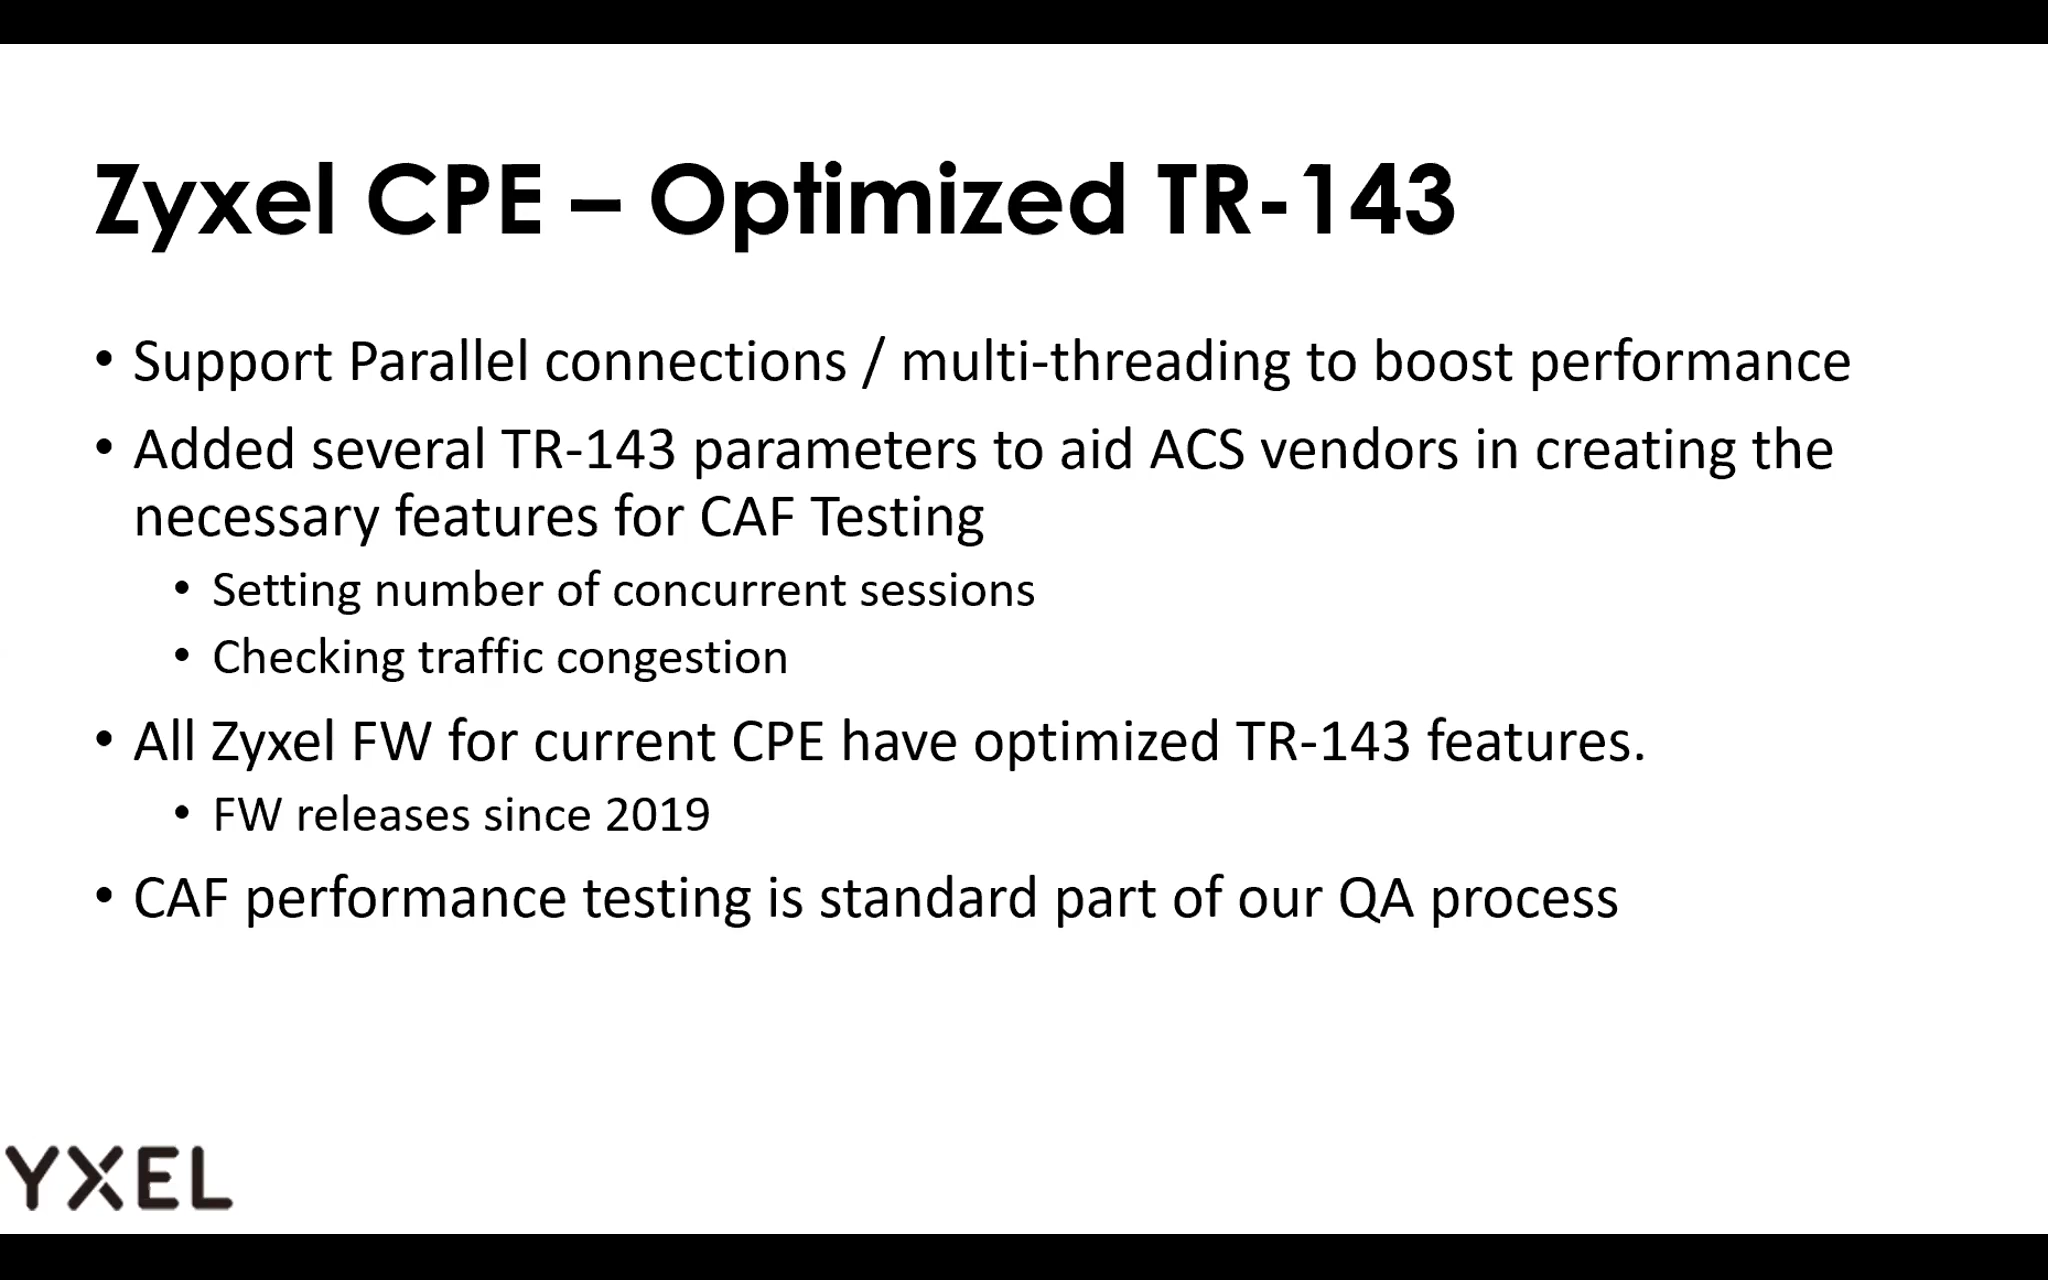 Zyxel CPE – Optimized TR-143
• Support Parallel connections / multi-threading to boost performance
• Added several TR-143 parameters to aid ACS vendors in creating the
necessary features for CAF Testing
• Setting number of concurrent sessions
• Checking traffic congestion
• All Zyxel FW for current CPE have optimized TR-143 features.
• FW releases since 2019
• CAF performance testing is standard part of our QA process
YXEL